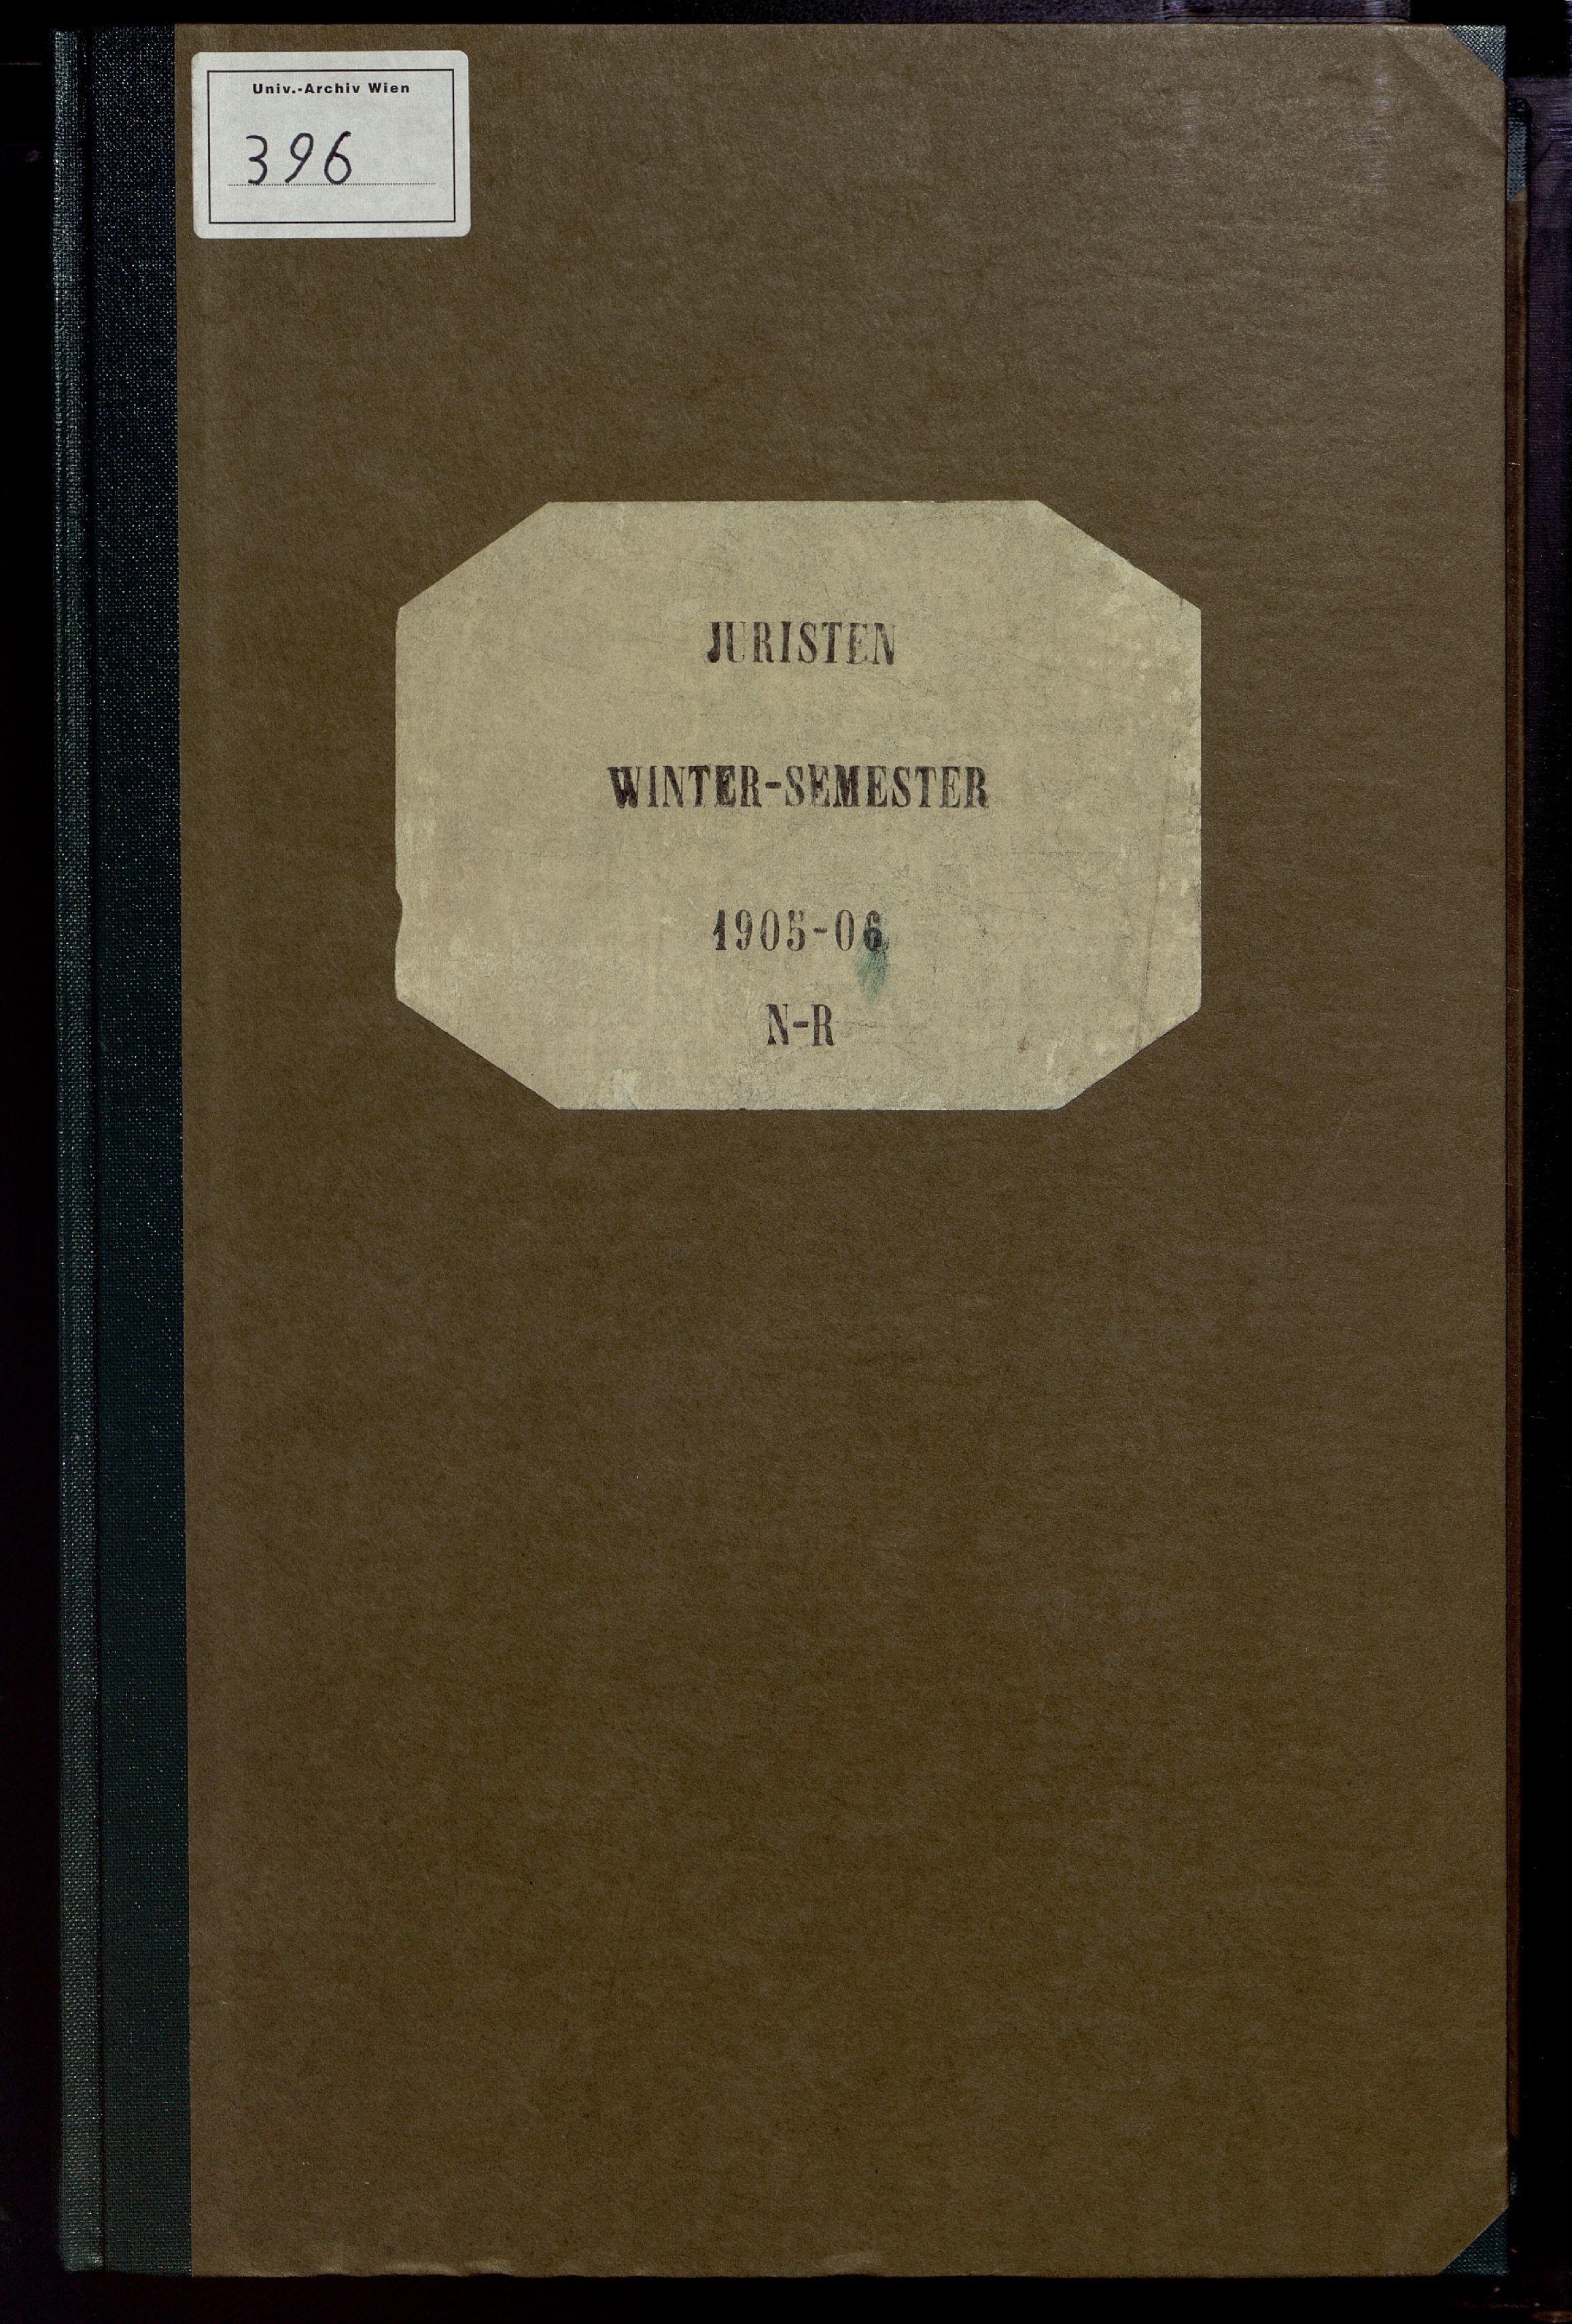 Univ.-Archiv Wien
396
JURISTEN
WINTER-SEMESTER
1905-06
N-R